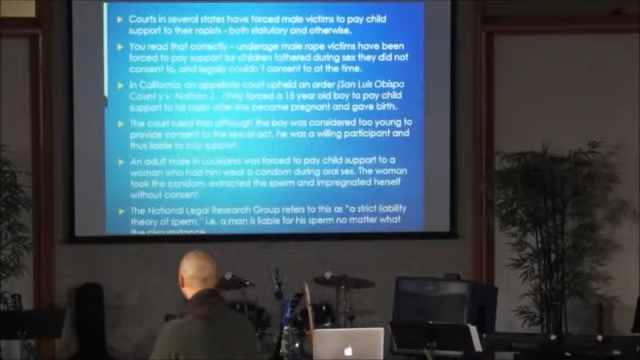 Courts in several states have forced male victims to pay child
support to their rapists - both statutory and otherwise.
You read that correctly – underage male rape victims have been
forced to pay support for children fathered during sex they did not
consent to, and legally couldn't consent to at the time.
In California, an appellate court upheld an order (San Luis Obispo
County v. Nathan J. 1996) forced a 15 year old boy to pay child
support to his rapist after she became pregnant and gave birth.
The court ruled that although the boy was considered too young to
provide consent to the sexual act, he was a willing participant and
thus liable to pay support.
An adult male in Louisiana was forced to pay child support to a
woman who had him wear a condom during oral sex. The woman
took the condom, extracted the sperm and impregnated herself
without consent.
The National Legal Research Group refers to this as "a strict liability
theory of sperm," i.e. a man is liable for his sperm no matter what
the circumstance.